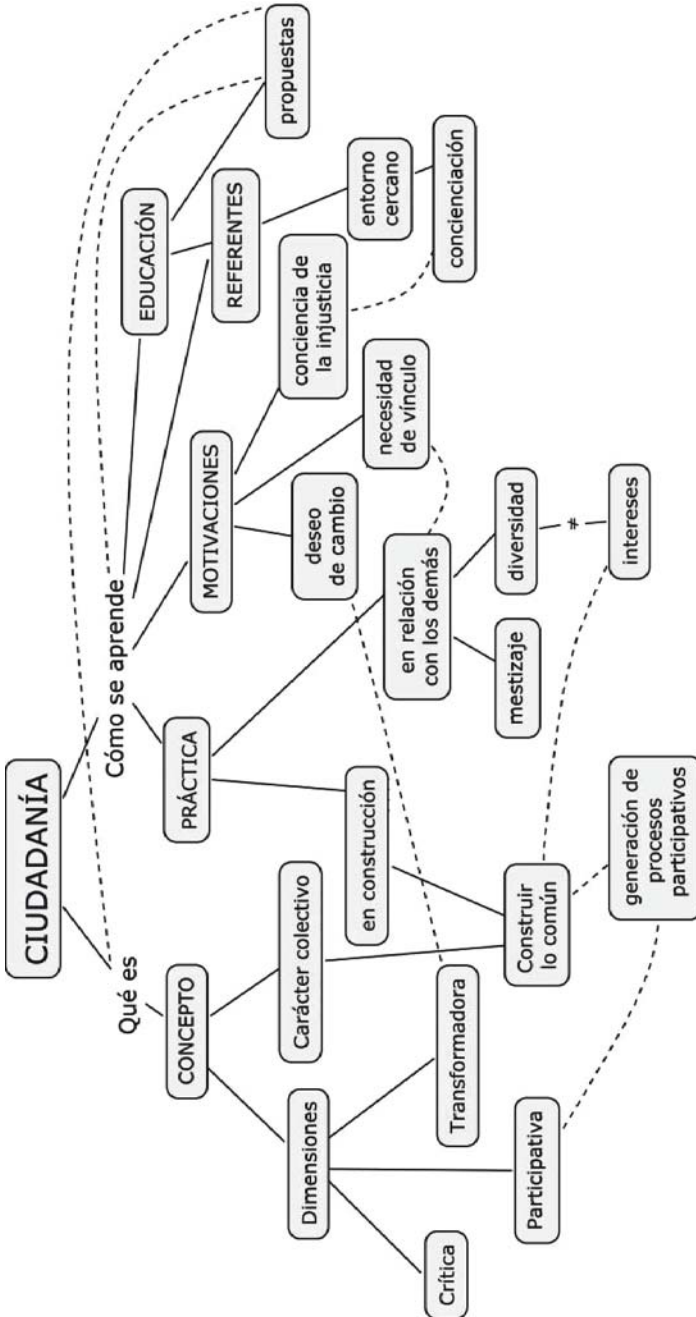 CIUDADANÍA
Qué es
Cómo se aprende
CONCEPTO
PRÁCTICA
MOTIVACIONES
EDUCACIÓN
REFERENTES
propuestas
Dimensiones
Carácter colectivo
en construcción
deseo
de cambio
necesidad
de vínculo
conciencia de
la injusticia
entorno
cercano
concienciación
en relación
con los demás
Crítica
Participativa
Transformadora
Construir
lo común
mestizaje
diversidad
≠
intereses
generación de
procesos
participativos